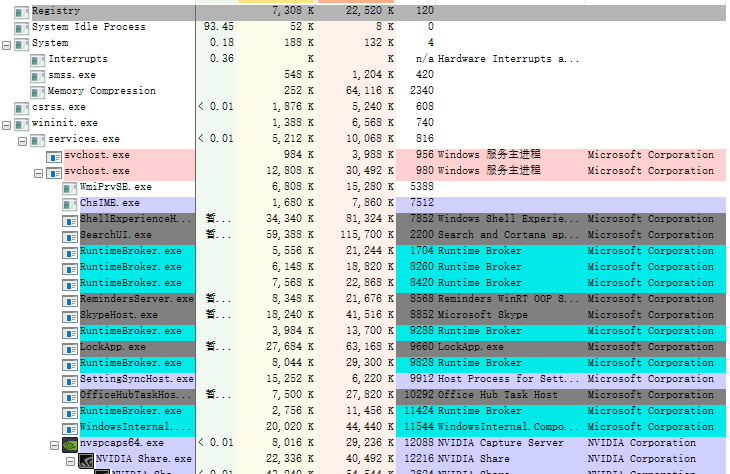 Registry 7,308 K 22,520 K 120
System Idle Process 93.45 52 K 8 K 0
System 0.18 188 K 132 K 4
Interrupts 0.36 K K n/a Hardware Interrupts a...
smss.exe 548 K 1,204 K 420
Memory Compression 252 K 64,116 K 2340
csrss.exe < 0.01 1,876 K 5,240 K 608
wininit.exe 1,388 K 6,568 K 740
services.exe < 0.01 5,212 K 10,068 K 816
svchost.exe 984 K 3,988 K 956 Windows 服务主进程 Microsoft Corporation
svchost.exe 12,808 K 30,492 K 980 Windows 服务主进程 Microsoft Corporation
WmiPrvSE.exe 6,808 K 15,280 K 5388
ChsIME.exe 1,680 K 7,860 K 7512
ShellExperienceH... 暂... 34,340 K 81,324 K 7852 Windows Shell Experie... Microsoft Corporation
SearchUI.exe 暂... 59,388 K 115,700 K 2200 Search and Cortana ap... Microsoft Corporation
RuntimeBroker.exe 5,556 K 21,244 K 1704 Runtime Broker Microsoft Corporation
RuntimeBroker.exe 6,148 K 18,820 K 8260 Runtime Broker Microsoft Corporation
RuntimeBroker.exe 7,568 K 22,868 K 8420 Runtime Broker Microsoft Corporation
RemindersServer.exe 暂... 8,348 K 21,676 K 8568 Reminders WinRT OOP S... Microsoft Corporation
SkypeHost.exe 暂... 18,240 K 41,516 K 8852 Microsoft Skype Microsoft Corporation
RuntimeBroker.exe 3,984 K 13,700 K 9288 Runtime Broker Microsoft Corporation
LockApp.exe 暂... 27,684 K 63,168 K 9660 LockApp.exe Microsoft Corporation
RuntimeBroker.exe 8,044 K 29,300 K 9828 Runtime Broker Microsoft Corporation
SettingSyncHost.exe 15,252 K 6,220 K 9912 Host Process for Sett... Microsoft Corporation
OfficeHubTaskHos... 暂... 7,500 K 27,820 K 10292 Office Hub Task Host Microsoft Corporation
RuntimeBroker.exe 2,756 K 11,456 K 11424 Runtime Broker Microsoft Corporation
WindowsInternal.... 20,020 K 44,440 K 11544 WindowsInternal.Compo... Microsoft Corporation
nvspcaps64.exe < 0.01 8,016 K 29,236 K 12088 NVIDIA Capture Server NVIDIA Corporation
NVIDIA Share.exe 22,336 K 40,492 K 12216 NVIDIA Share NVIDIA Corporation